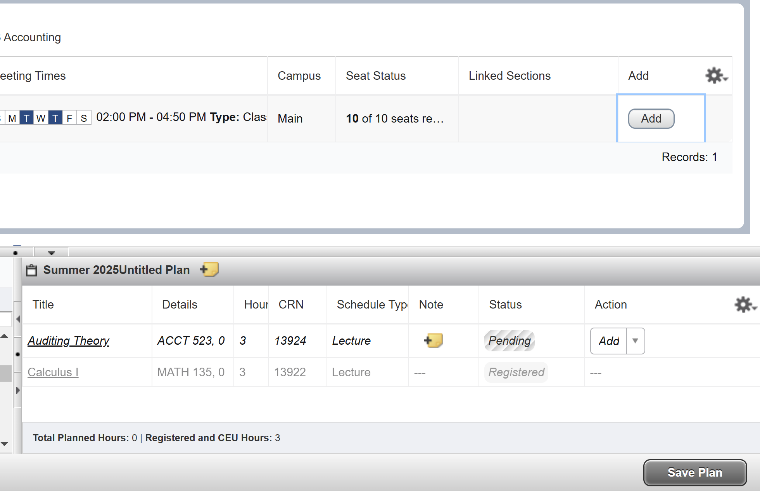 Accounting
eeting Times Campus Seat Status Linked Sections Add
M T W T F S 02:00 PM - 04:50 PM Type: Clas Main 10 of 10 seats re… Add
Records: 1
Summer 2025Untitled Plan
Title Details Hour CRN Schedule Typ Note Status Action
Auditing Theory ACCT 523, 0 3 13924 Lecture Pending Add
Calculus I MATH 135, 0 3 13922 Lecture --- Registered ---
Total Planned Hours: 0 | Registered and CEU Hours: 3
Save Plan